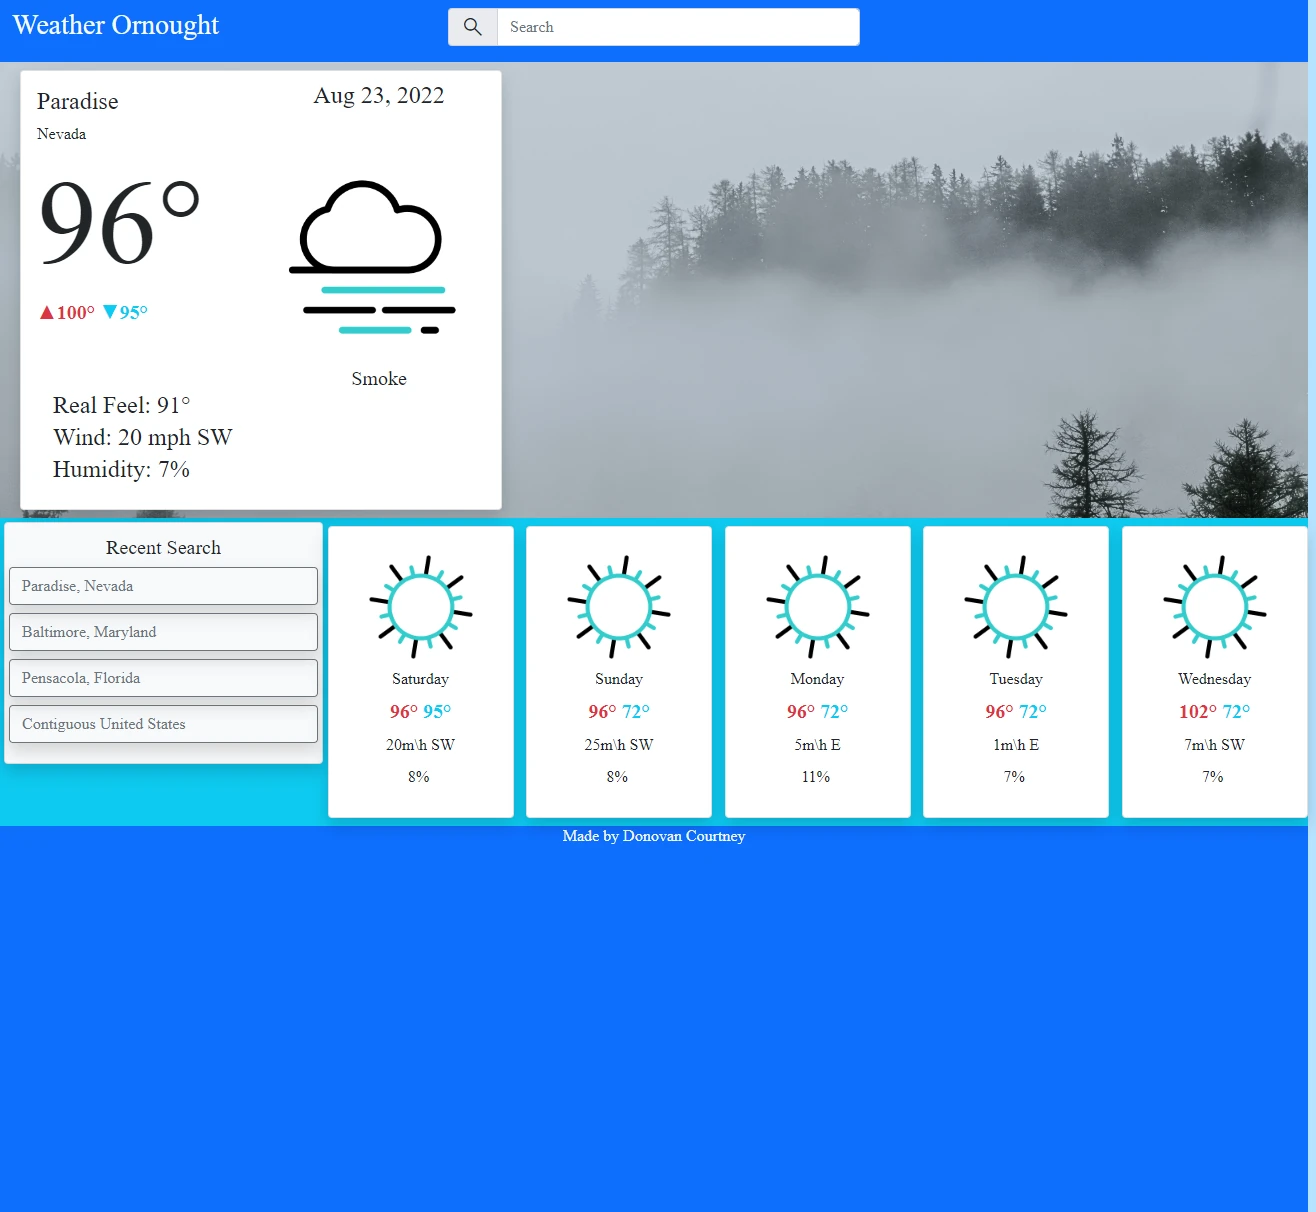 Weather Ornought
Search
Paradise
Nevada
Aug 23, 2022
96°
▲100° ▼95°
Smoke
Real Feel: 91°
Wind: 20 mph SW
Humidity: 7%
Recent Search
Paradise, Nevada
Baltimore, Maryland
Pensacola, Florida
Contiguous United States
Saturday
96° 95°
20m\h SW
8%
Sunday
96° 72°
25m\h SW
8%
Monday
96° 72°
5m\h E
11%
Tuesday
96° 72°
1m\h E
7%
Wednesday
102° 72°
7m\h SW
7%
Made by Donovan Courtney